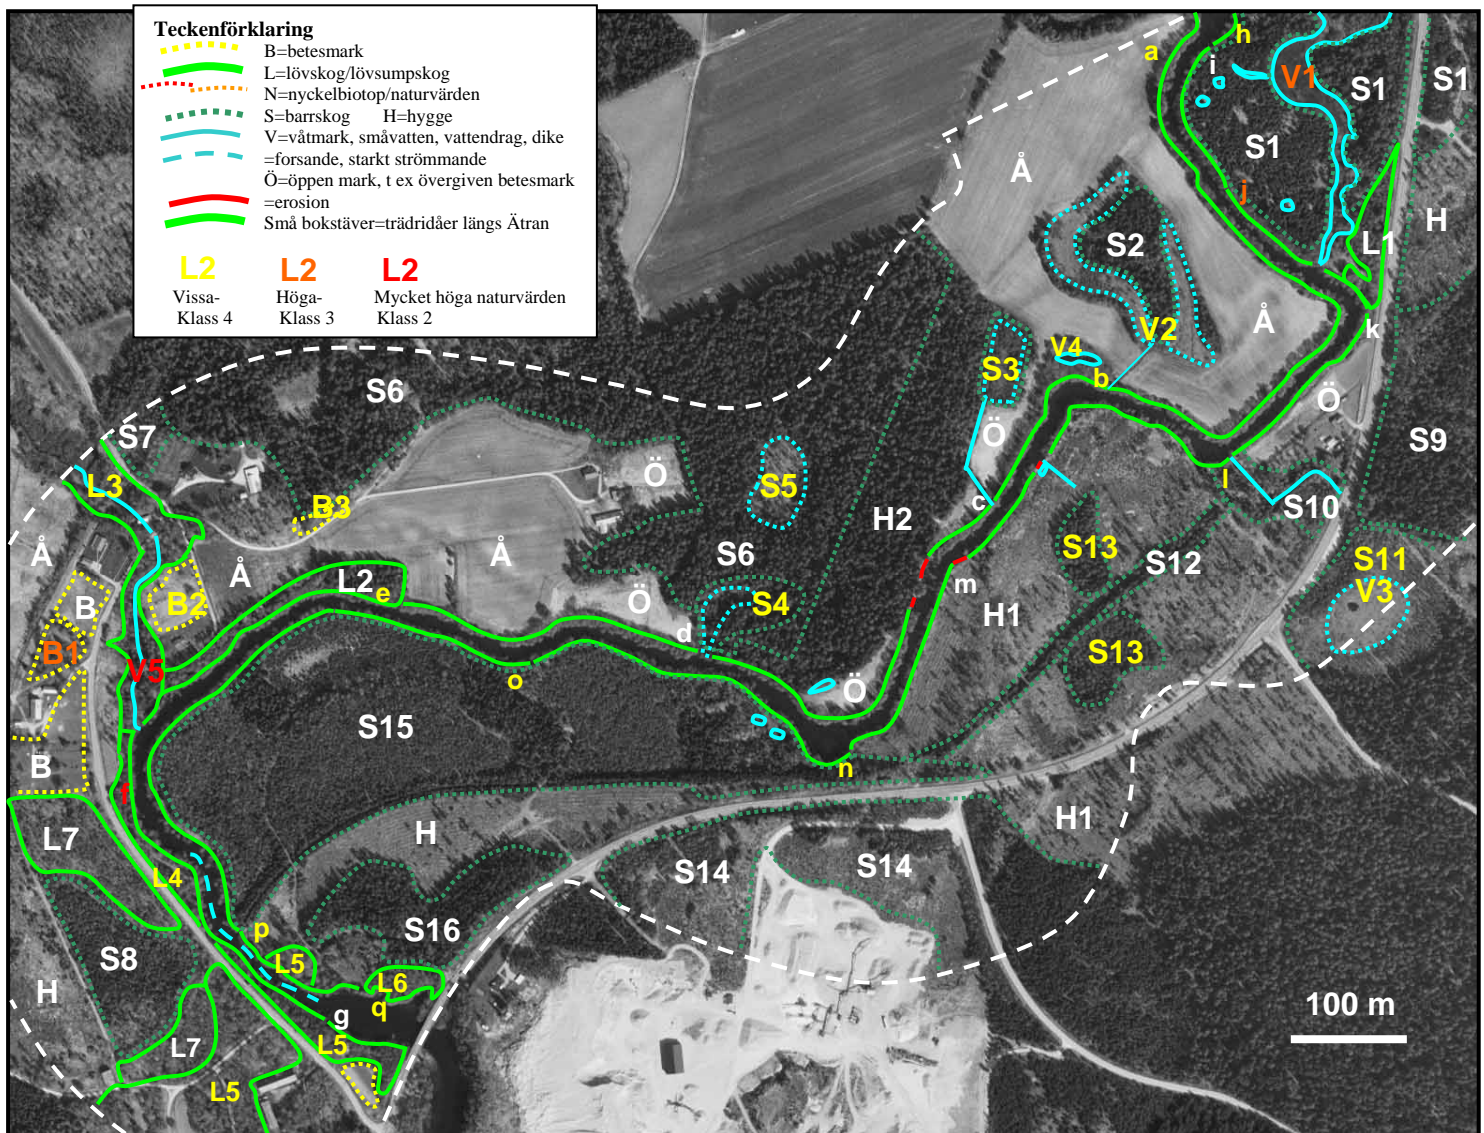 Teckenförklaring
B=betesmark
L=lövskog/lövsumpskog
N=nyckelbiotop/naturvärden
S=barrskog H=hygge
V=våtmark, småvatten, vattendrag, dike
=forsande, starkt strömmande
Ö=öppen mark, t ex övergiven betesmark
=erosion
Små bokstäver=trädridåer längs Ätran
L2 L2 L2
Vissa- Höga- Mycket höga naturvärden
Klass 4 Klass 3 Klass 2
a h
i V1 S1 S1
S1
Å j
H
S2 L1
V2 Å k
V4
S3 b
S6 Ö
Ö
S7 S9
L3 Ö S5 l
B3 c S10
H2
Å Å Å S6 S13 S12 S11
L2 e m V3
B B2 Ö S4 H1
d
B1 V5 S13
o
Ö
S15
B n
f
H H1
L7
L4 S14 S14
p S16
S8 L5
H L6
q
g
L7 L5
L5
100 m